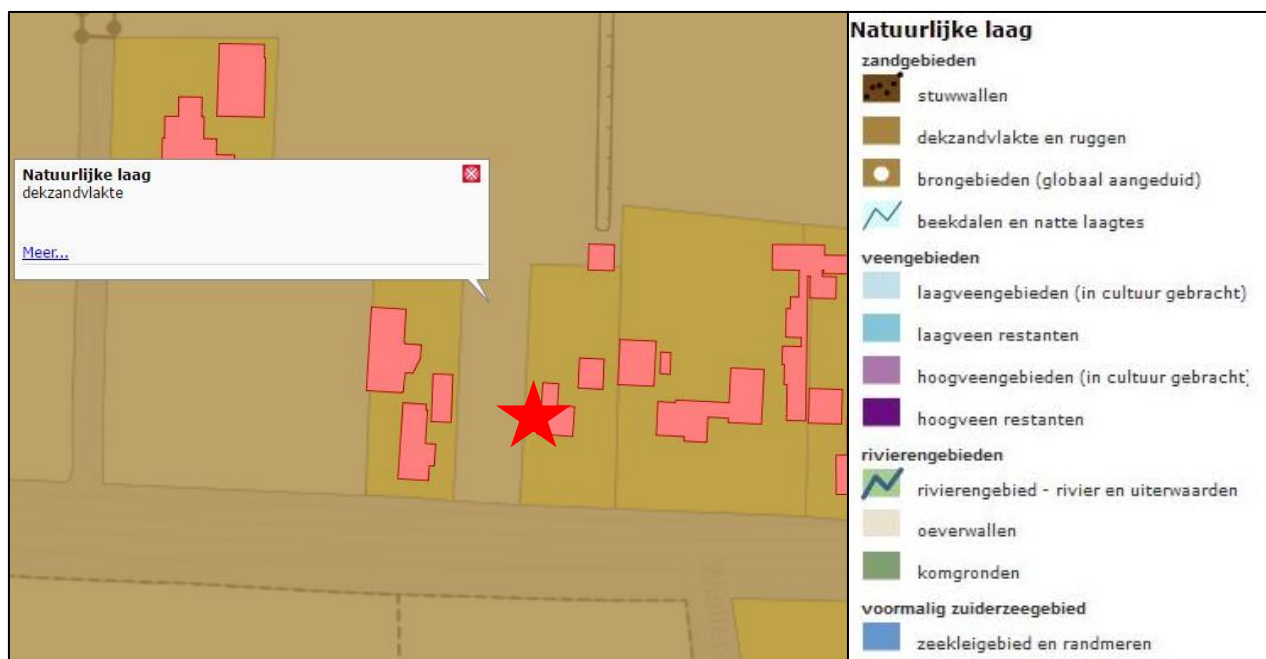 Natuurlijke laag
dekzandvlakte
Meer...
Natuurlijke laag
zandgebieden
stuwwallen
dekzandvlakte en ruggen
brongebieden (globaal aangeduid)
beekdalen en natte laagtes
veengebieden
laagveengebieden (in cultuur gebracht)
laagveen restanten
hoogveengebieden (in cultuur gebracht)
hoogveen restanten
rivierengebieden
rivierengebied - rivier en uiterwaarden
oeverwallen
komgronden
voormalig zuiderzeegebied
zeekleigebied en randmeren